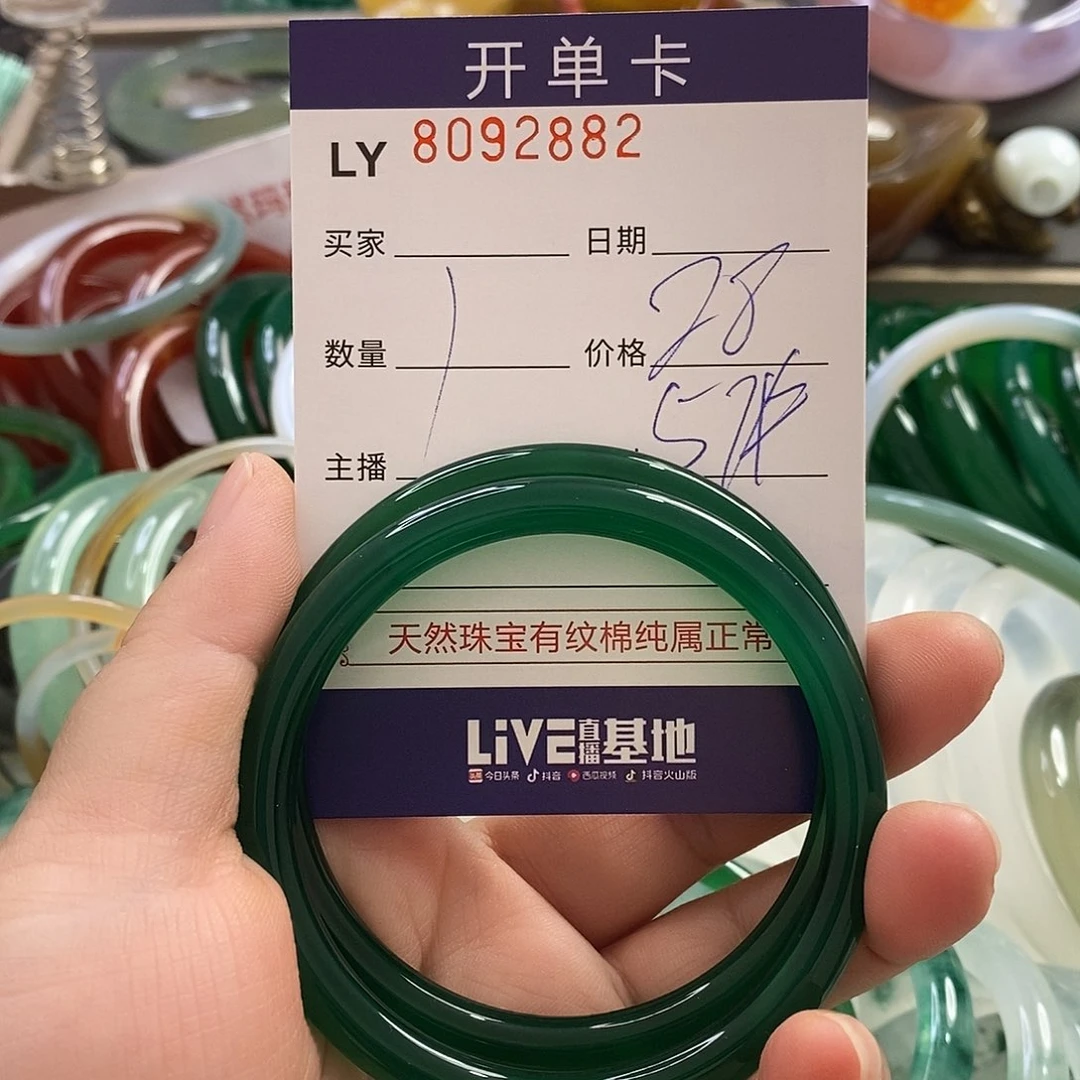 开单卡
LY 8092882
买家 日期
数量 1 价格 28
主播
天然珠宝有纹棉纯属正常
LiVE直播基地
今日头条 抖音 西瓜视频 抖音火山版